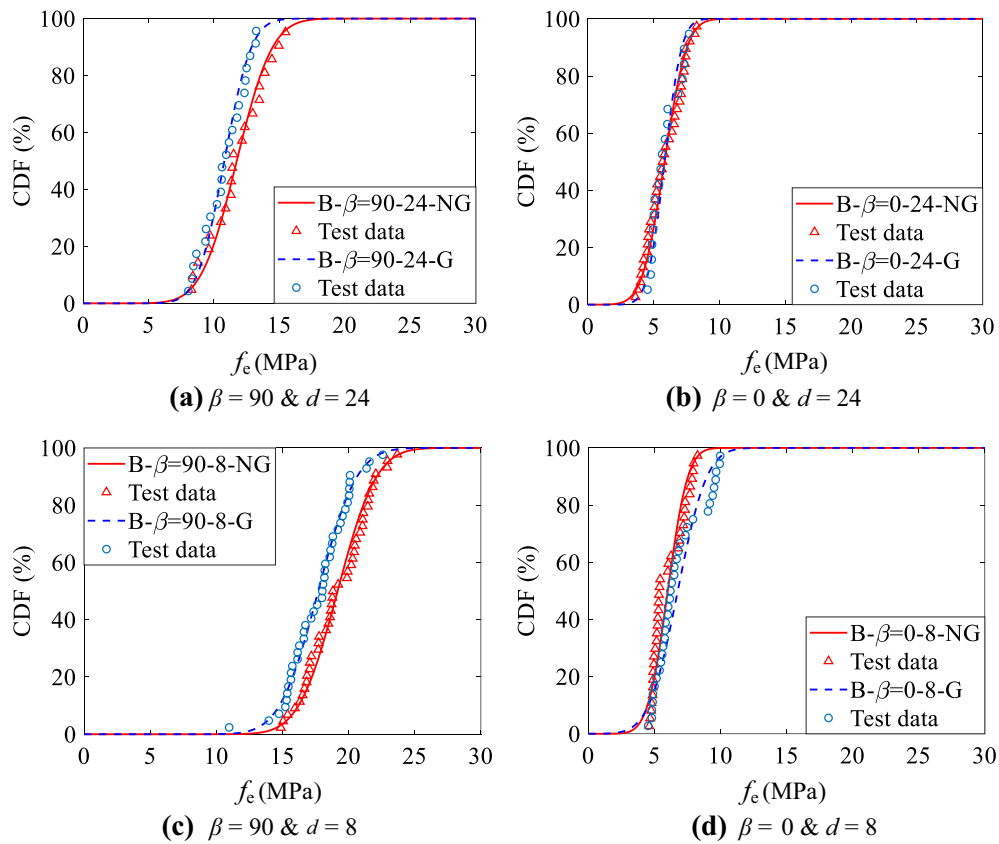 100
80
60
40
20
0
CDF (%)
B-β=90-24-NG
Test data
B-β=90-24-G
Test data
0 5 10 15 20 25 30
fe (MPa)
(a) β = 90 & d = 24
100
80
60
40
20
0
CDF (%)
B-β=0-24-NG
Test data
B-β=0-24-G
Test data
0 5 10 15 20 25 30
fe (MPa)
(b) β = 0 & d = 24
100
80
60
40
20
0
CDF (%)
B-β=90-8-NG
Test data
B-β=90-8-G
Test data
0 5 10 15 20 25 30
fe (MPa)
(c) β = 90 & d = 8
100
80
60
40
20
0
CDF (%)
B-β=0-8-NG
Test data
B-β=0-8-G
Test data
0 5 10 15 20 25 30
fe (MPa)
(d) β = 0 & d = 8